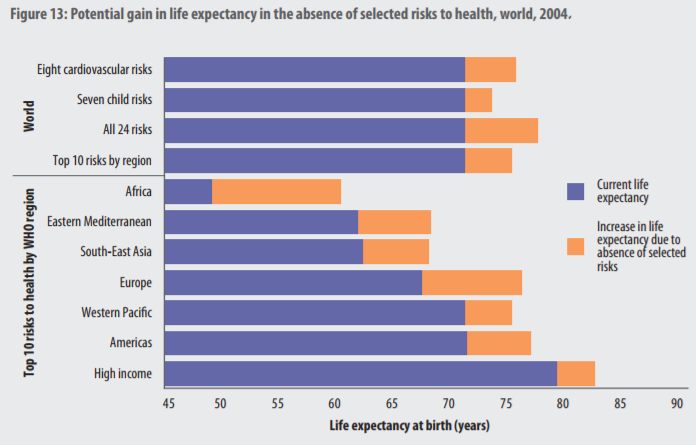 Figure 13: Potential gain in life expectancy in the absence of selected risks to health, world, 2004.
World
Eight cardiovascular risks
Seven child risks
All 24 risks
Top 10 risks by region
Top 10 risks to health by WHO region
Africa
Eastern Mediterranean
South-East Asia
Europe
Western Pacific
Americas
High income
Current life
expectancy
Increase in life
expectancy due to
absence of selected
risks
45 50 55 60 65 70 75 80 85 90
Life expectancy at birth (years)